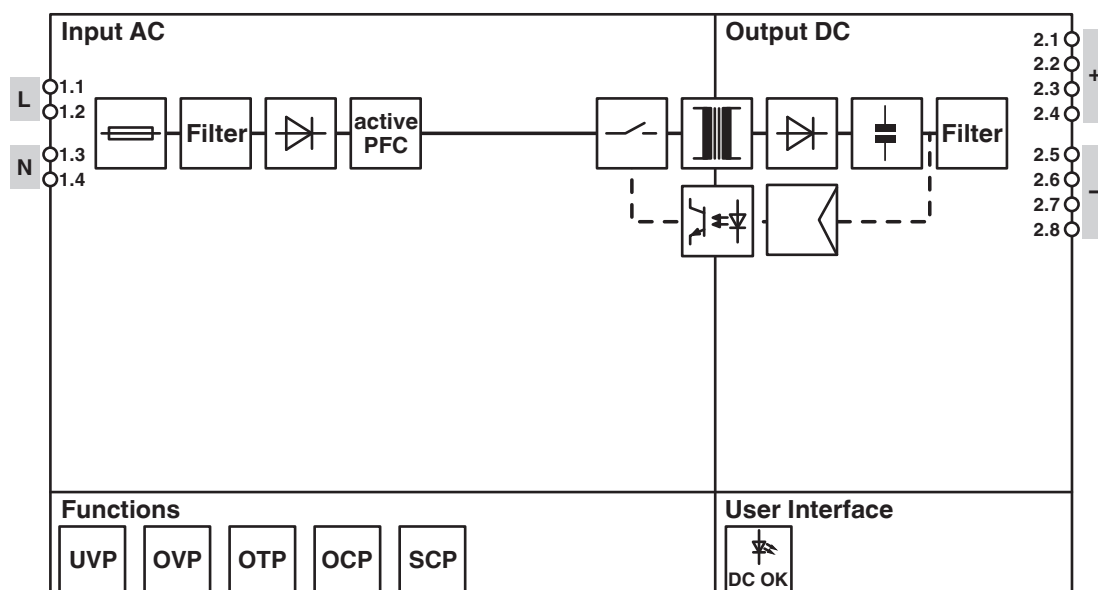 Input AC
Output DC
L
1.1
1.2
N
1.3
1.4
Filter
active
PFC
Filter
2.1
2.2
2.3
2.4
+
2.5
2.6
2.7
2.8
–
Functions
UVP
OVP
OTP
OCP
SCP
User Interface
DC OK